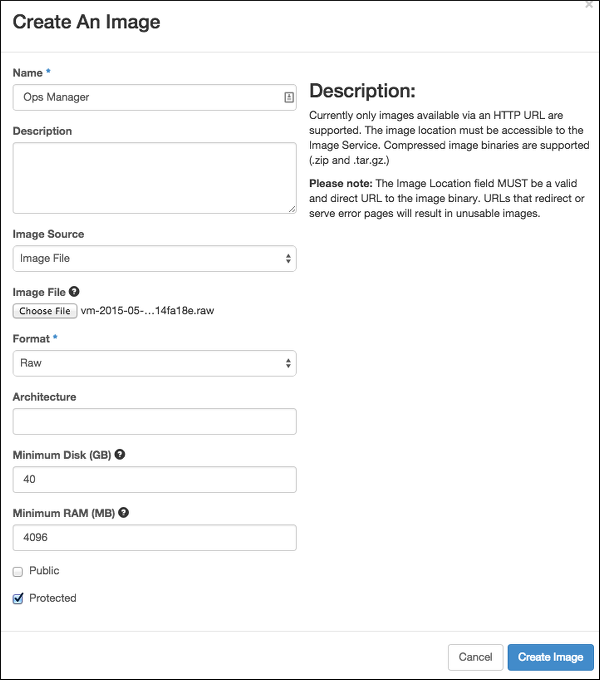 Create An Image
Name *
Ops Manager
Description
Image Source
Image File
Image File
Choose File vm-2015-05-...14fa18e.raw
Format *
Raw
Architecture
Minimum Disk (GB)
40
Minimum RAM (MB)
4096
Public
Protected
Description:
Currently only images available via an HTTP URL are
supported. The image location must be accessible to the
Image Service. Compressed image binaries are supported
(.zip and .tar.gz.)
Please note: The Image Location field MUST be a valid
and direct URL to the image binary. URLs that redirect or
serve error pages will result in unusable images.
Cancel
Create Image